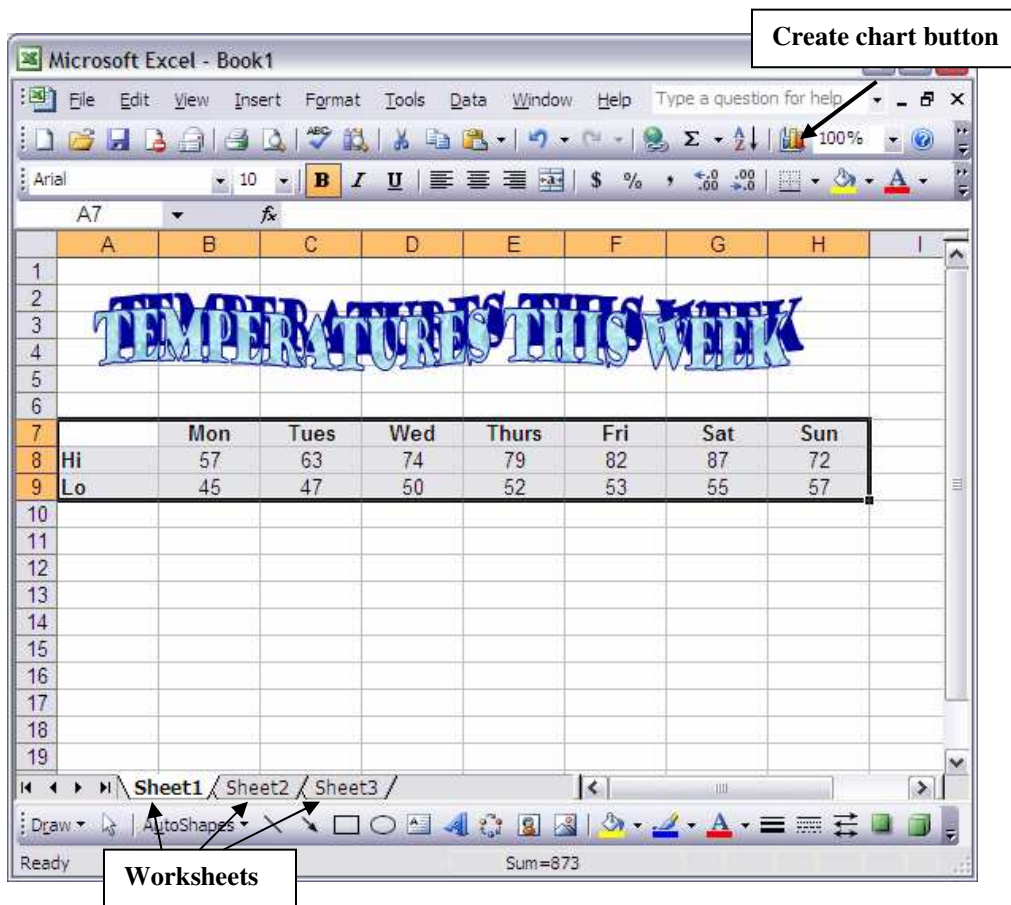 Create chart button
Microsoft Excel - Book1
File Edit View Insert Format Tools Data Window Help Type a question for help
ABC 100%
Arial 10 B I U $ % , .00 .00 A
A7 fx
A B C D E F G H I
1
2
3
4
5
TEMPERATURES THIS WEEK
6
7 Mon Tues Wed Thurs Fri Sat Sun
8 Hi 57 63 74 79 82 87 72
9 Lo 45 47 50 52 53 55 57
10
11
12
13
14
15
16
17
18
19
Sheet1 Sheet2 Sheet3
Draw AutoShapes A
Ready Sum=873
Worksheets